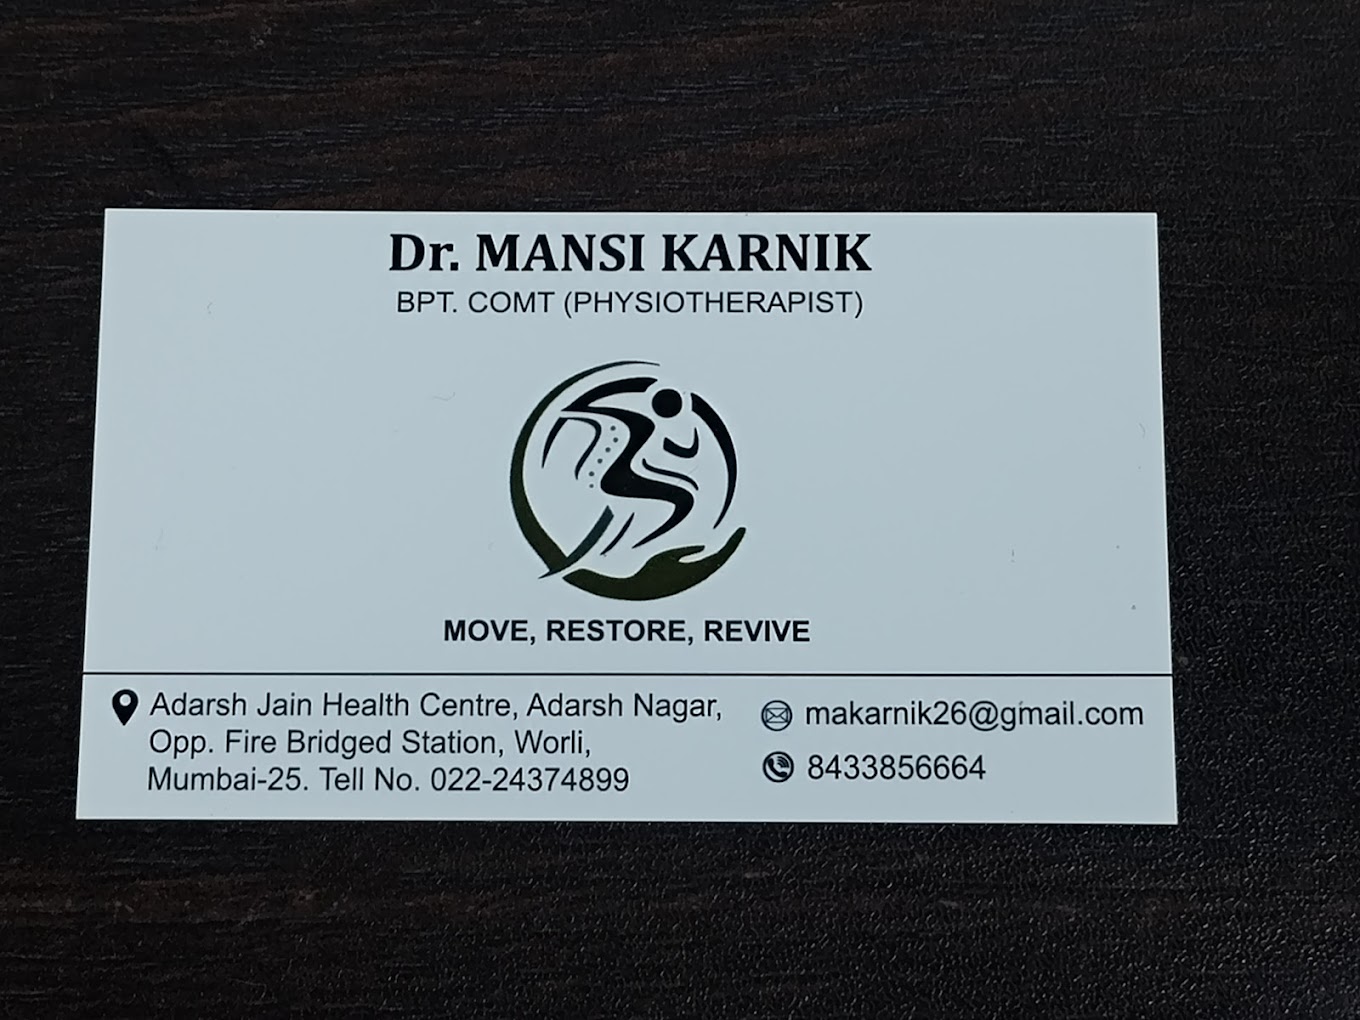 Dr. MANSI KARNIK
BPT. COMT (PHYSIOTHERAPIST)
MOVE, RESTORE, REVIVE
Adarsh Jain Health Centre, Adarsh Nagar,
Opp. Fire Bridged Station, Worli,
Mumbai-25. Tell No. 022-24374899
makarnik26@gmail.com
8433856664